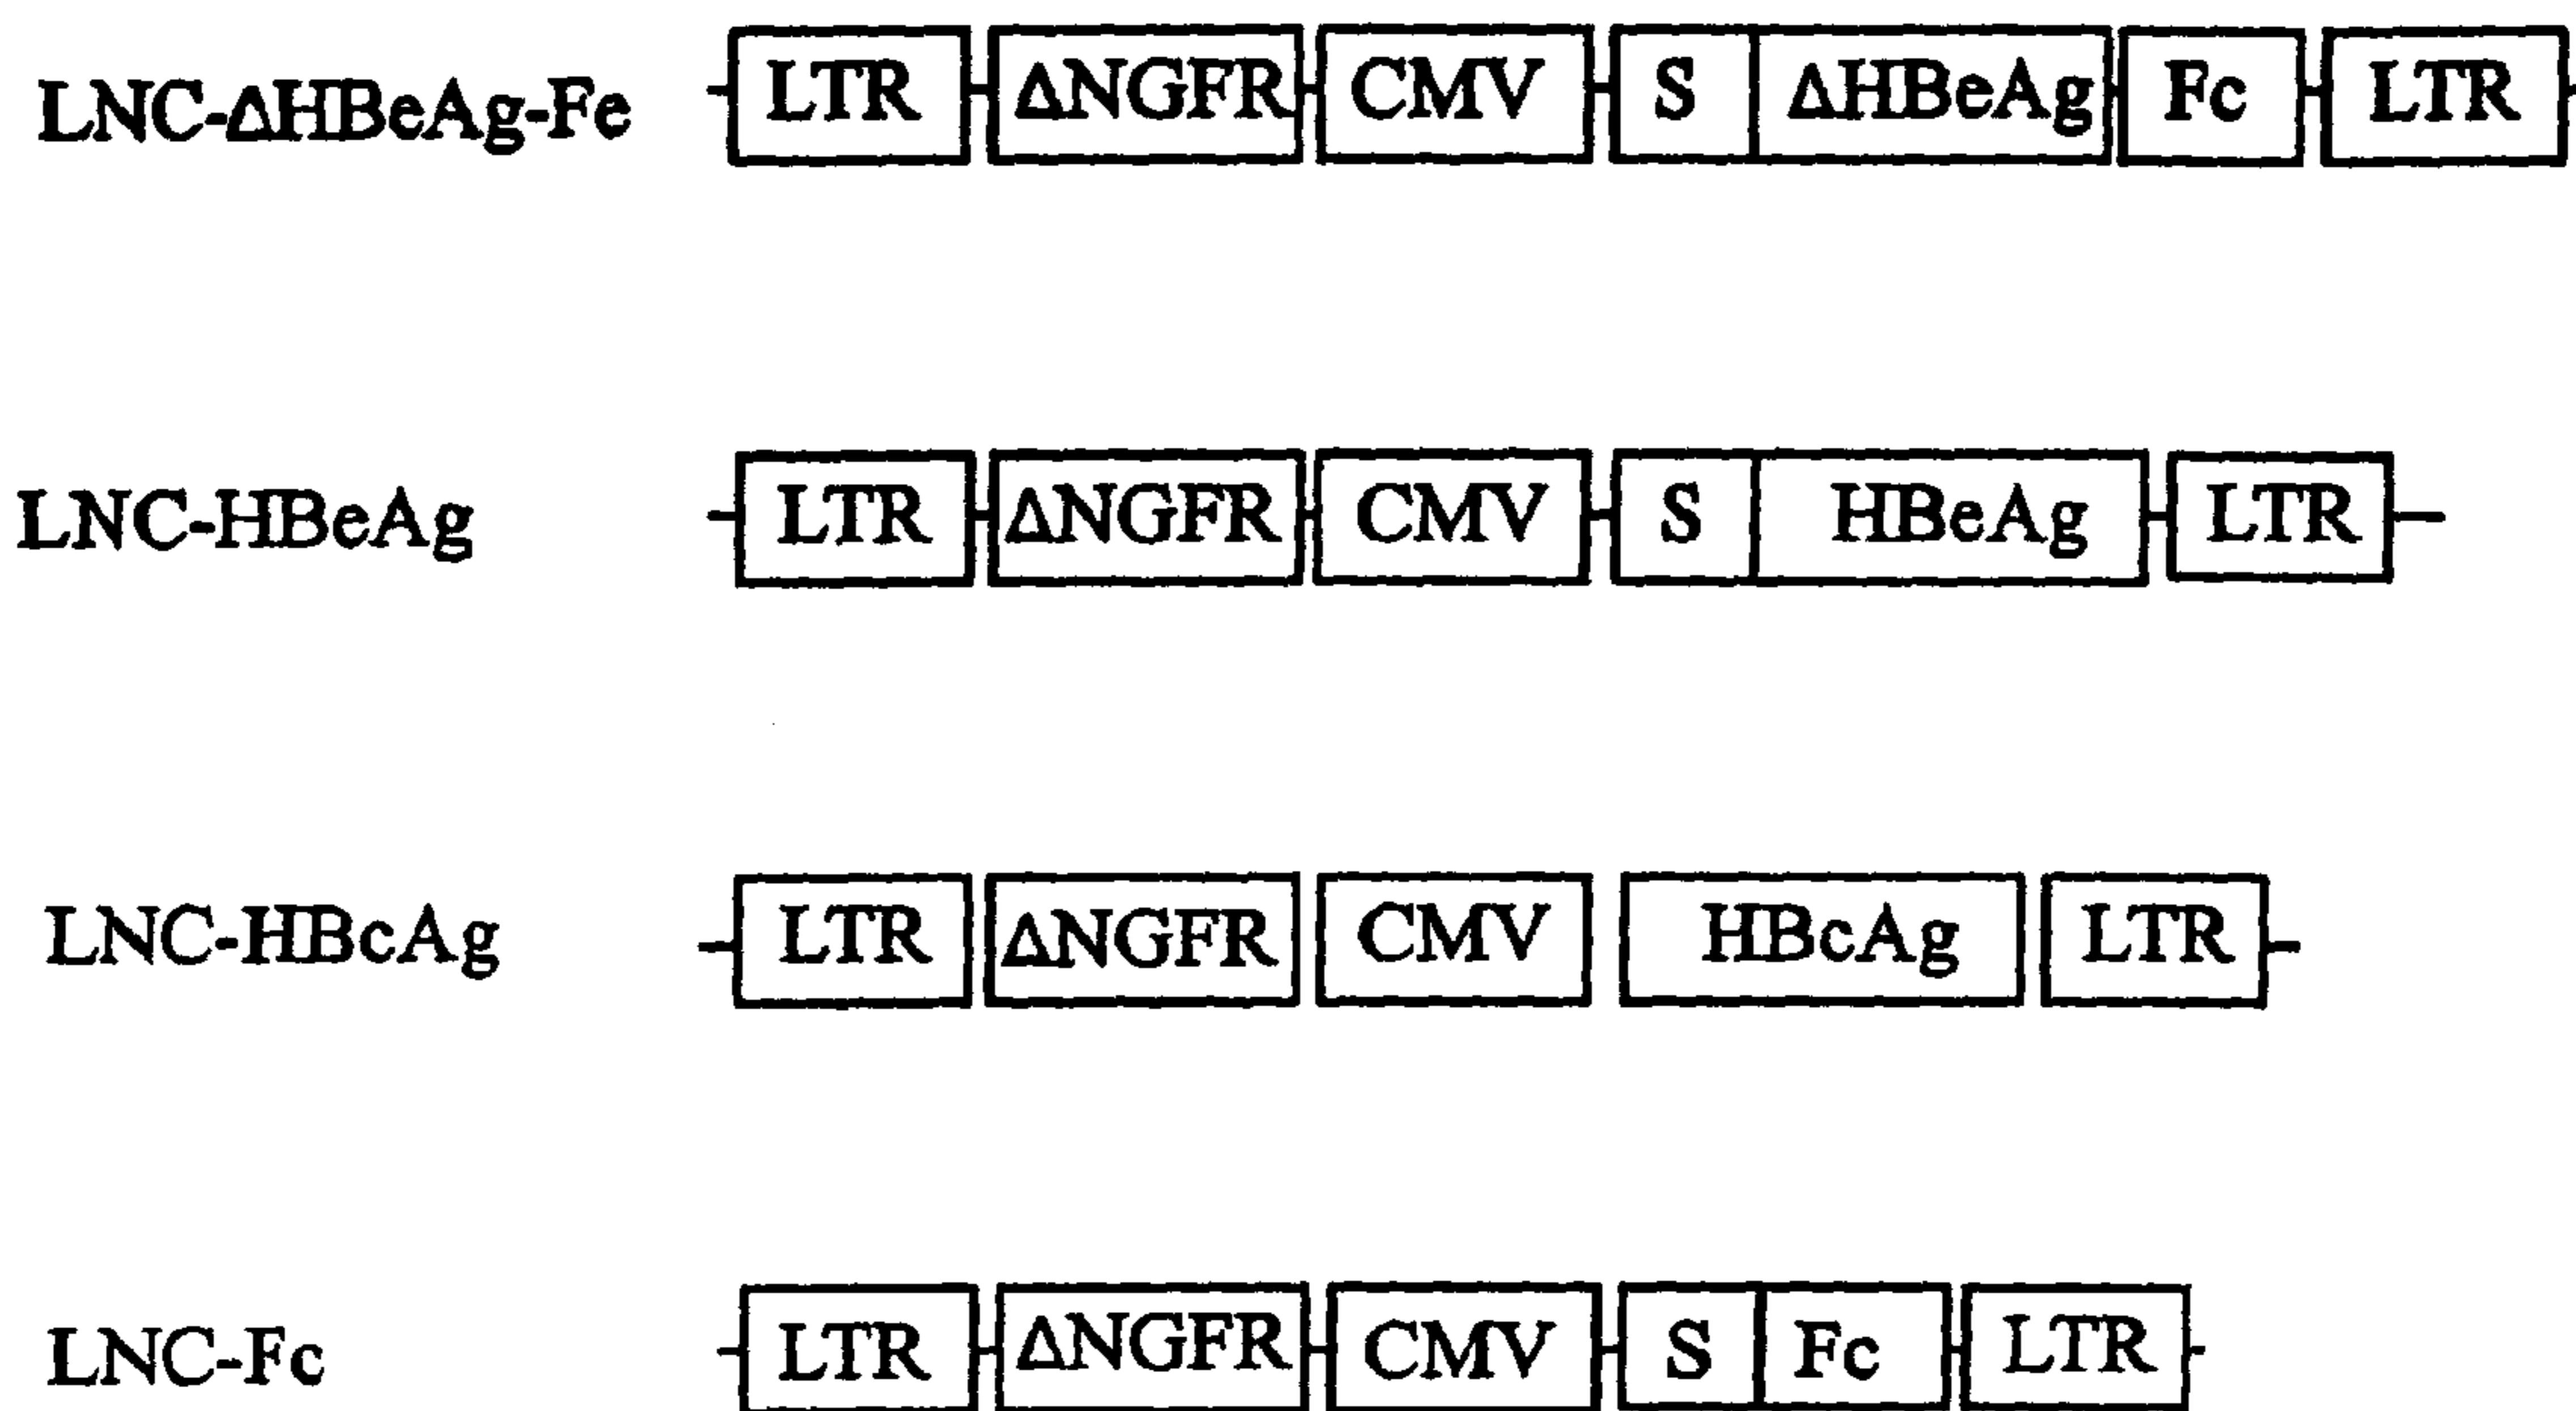 LNC-ΔHBeAg-Fe LTR ΔNGFR CMV S ΔHBeAg Fc LTR
LNC-HBeAg LTR ΔNGFR CMV S HBeAg LTR
LNC-HBcAg LTR ΔNGFR CMV HBcAg LTR
LNC-Fc LTR ΔNGFR CMV S Fc LTR